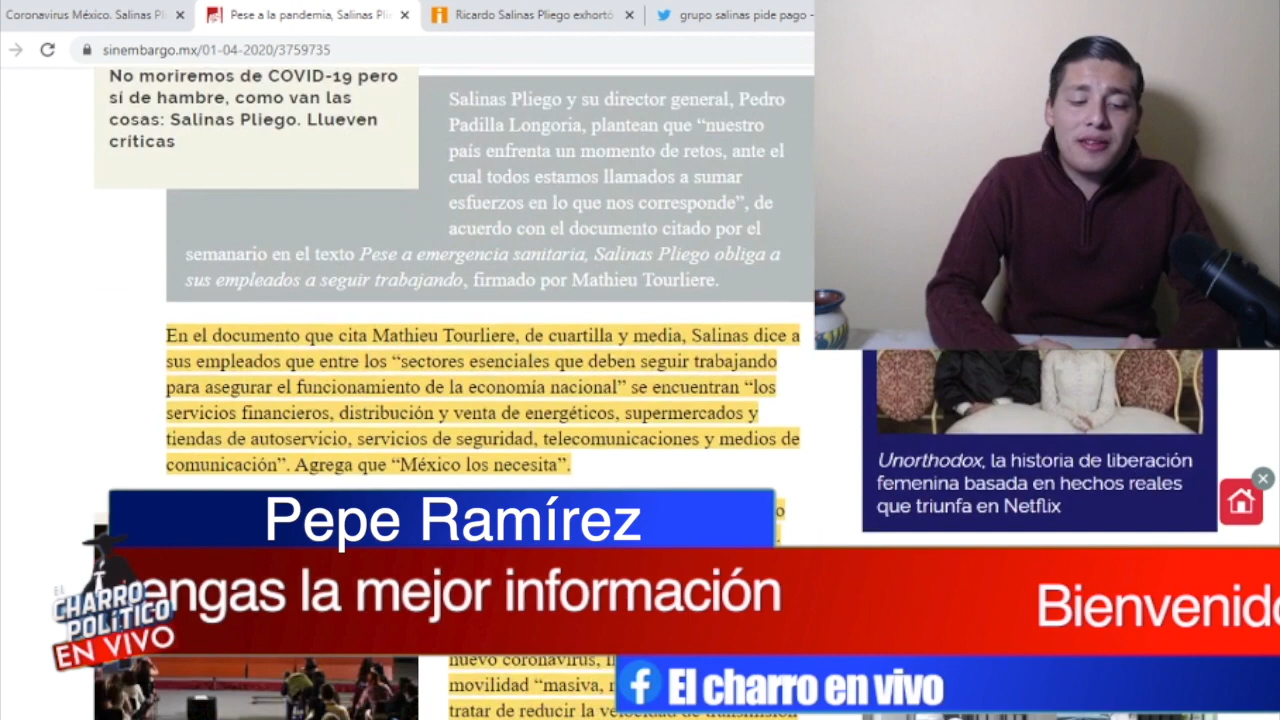 Coronavirus México. Salinas Pl
Pese a la pandemia, Salinas Plie
Ricardo Salinas Pliego exhortó
grupo salinas pide pago -
sinembargo.mx/01-04-2020/3759735
No moriremos de COVID-19 pero
sí de hambre, como van las
cosas: Salinas Pliego. Llueven
críticas
Salinas Pliego y su director general, Pedro
Padilla Longoria, plantean que “nuestro
país enfrenta un momento de retos, ante el
cual todos estamos llamados a sumar
esfuerzos en lo que nos corresponde”, de
acuerdo con el documento citado por el
semanario en el texto Pese a emergencia sanitaria, Salinas Pliego obliga a
sus empleados a seguir trabajando, firmado por Mathieu Tourliere.
En el documento que cita Mathieu Tourliere, de cuartilla y media, Salinas dice a
sus empleados que entre los “sectores esenciales que deben seguir trabajando
para asegurar el funcionamiento de la economía nacional” se encuentran “los
servicios financieros, distribución y venta de energéticos, supermercados y
tiendas de autoservicio, servicios de seguridad, telecomunicaciones y medios de
comunicación”. Agrega que “México los necesita”.
Unorthodox, la historia de liberación
femenina basada en hechos reales
que triunfa en Netflix
Pepe Ramírez
engas la mejor información
Bienvenido
EL
CHARRO
POLÍTICO
EN VIVO
nuevo coronavirus,
movilidad “masiva,
tratar de reducir la velocidad de transmisión
El charro en vivo